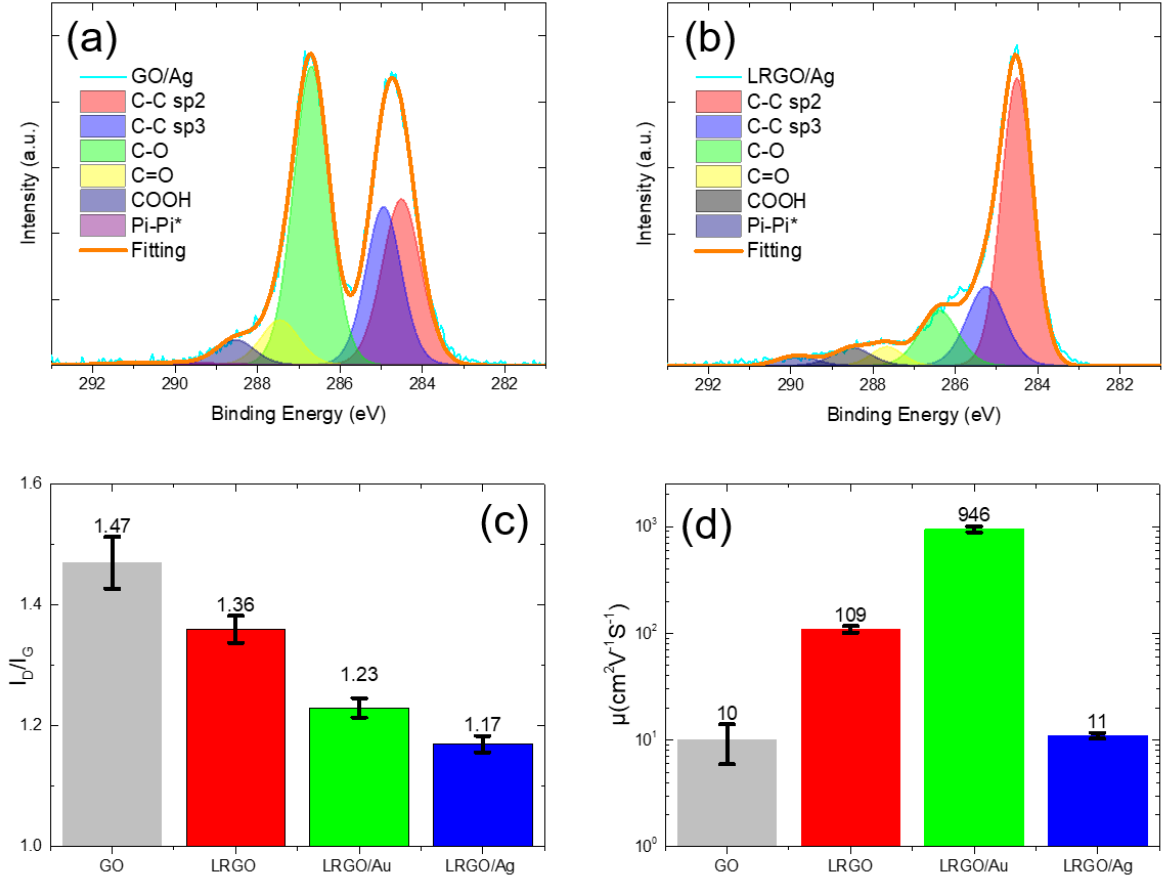 (a)
GO/Ag
C-C sp2
C-C sp3
C-O
C=O
COOH
Pi-Pi*
Fitting
Intensity (a.u.)
292 290 288 286 284 282
Binding Energy (eV)
(b)
LRGO/Ag
C-C sp2
C-C sp3
C-O
C=O
COOH
Pi-Pi*
Fitting
Intensity (a.u.)
292 290 288 286 284 282
Binding Energy (eV)
(c)
1.6
1.4
1.2
1.0
I_D/I_G
1.47
1.36
1.23
1.17
GO LRGO LRGO/Au LRGO/Ag
(d)
10³
10²
10¹
10⁰
μ(cm²V⁻¹S⁻¹)
10
109
946
11
GO LRGO LRGO/Au LRGO/Ag